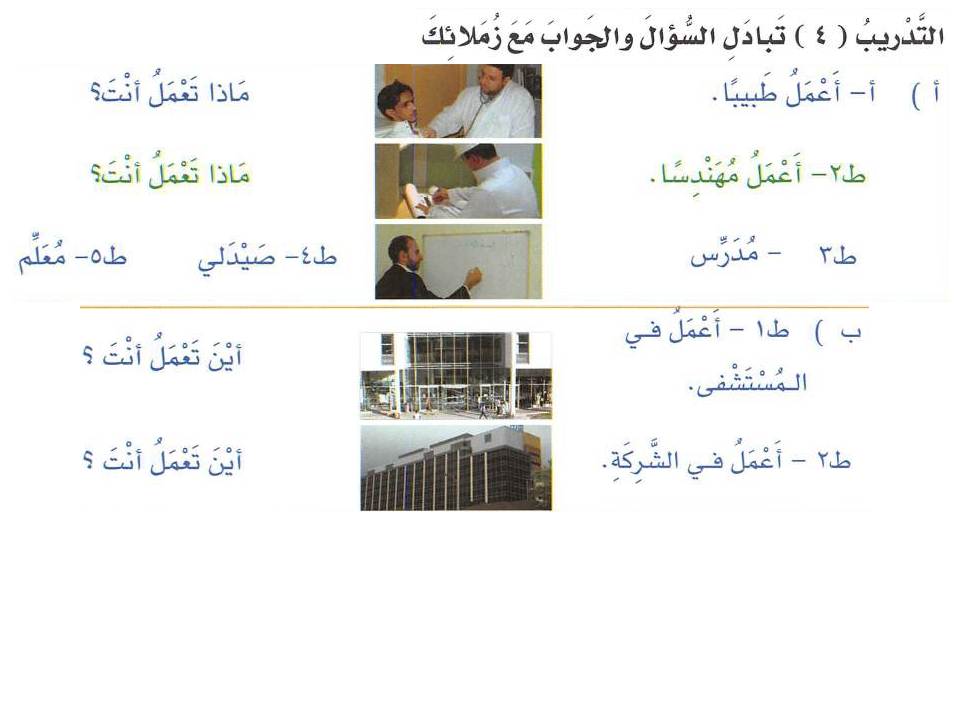 التَّدْريبُ ( ٤ ) تَبادَلِ السُّؤالَ والجَوابَ مَعَ زُمَلائِكَ
أ ) أ- أَعْمَلُ طَبيبًا. مَاذا تَعْمَلُ أنْتَ؟
ط٢- أَعْمَلُ مُهَنْدِسًا. مَاذا تَعْمَلُ أنْتَ؟
ط٣ - مُدَرِّس ط٤- صَيْدَلي ط٥- مُعَلِّم
ب ) ط١ - أَعْمَلُ في
المُسْتَشْفى. أيْنَ تَعْمَلُ أنْتَ ؟
ط٢ - أَعْمَلُ في الشَّرِكَةِ. أيْنَ تَعْمَلُ أنْتَ ؟